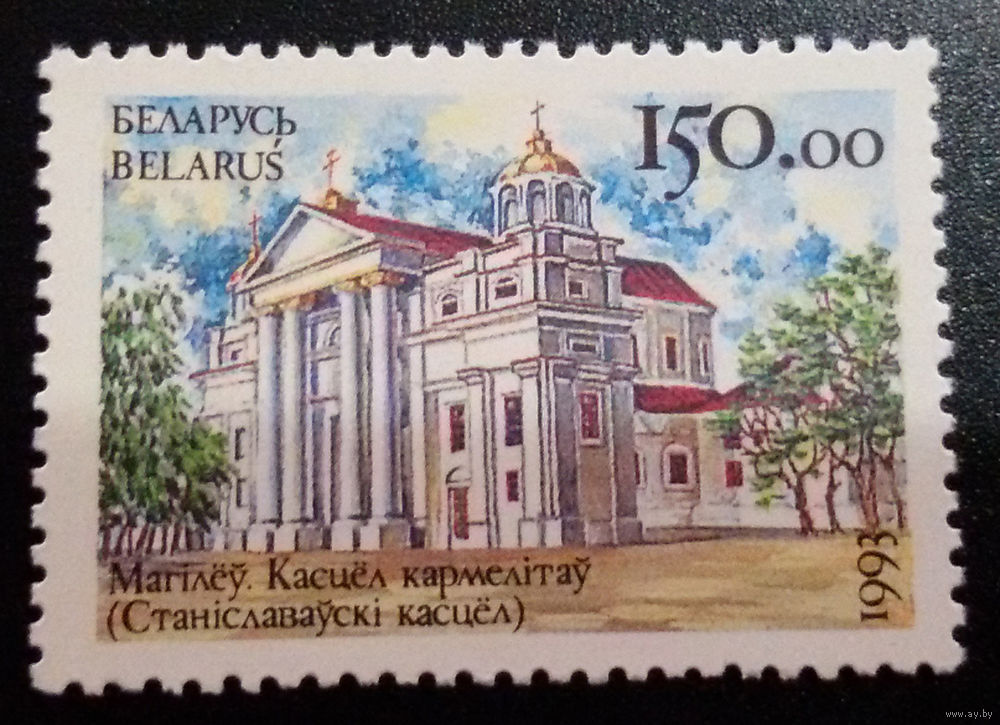 БЕЛАРУСЬ
BELARUŚ
150.00
Магілёў. Касцёл кармелітаў
(Станіславаўскі касцёл)
1993
www.ay.by